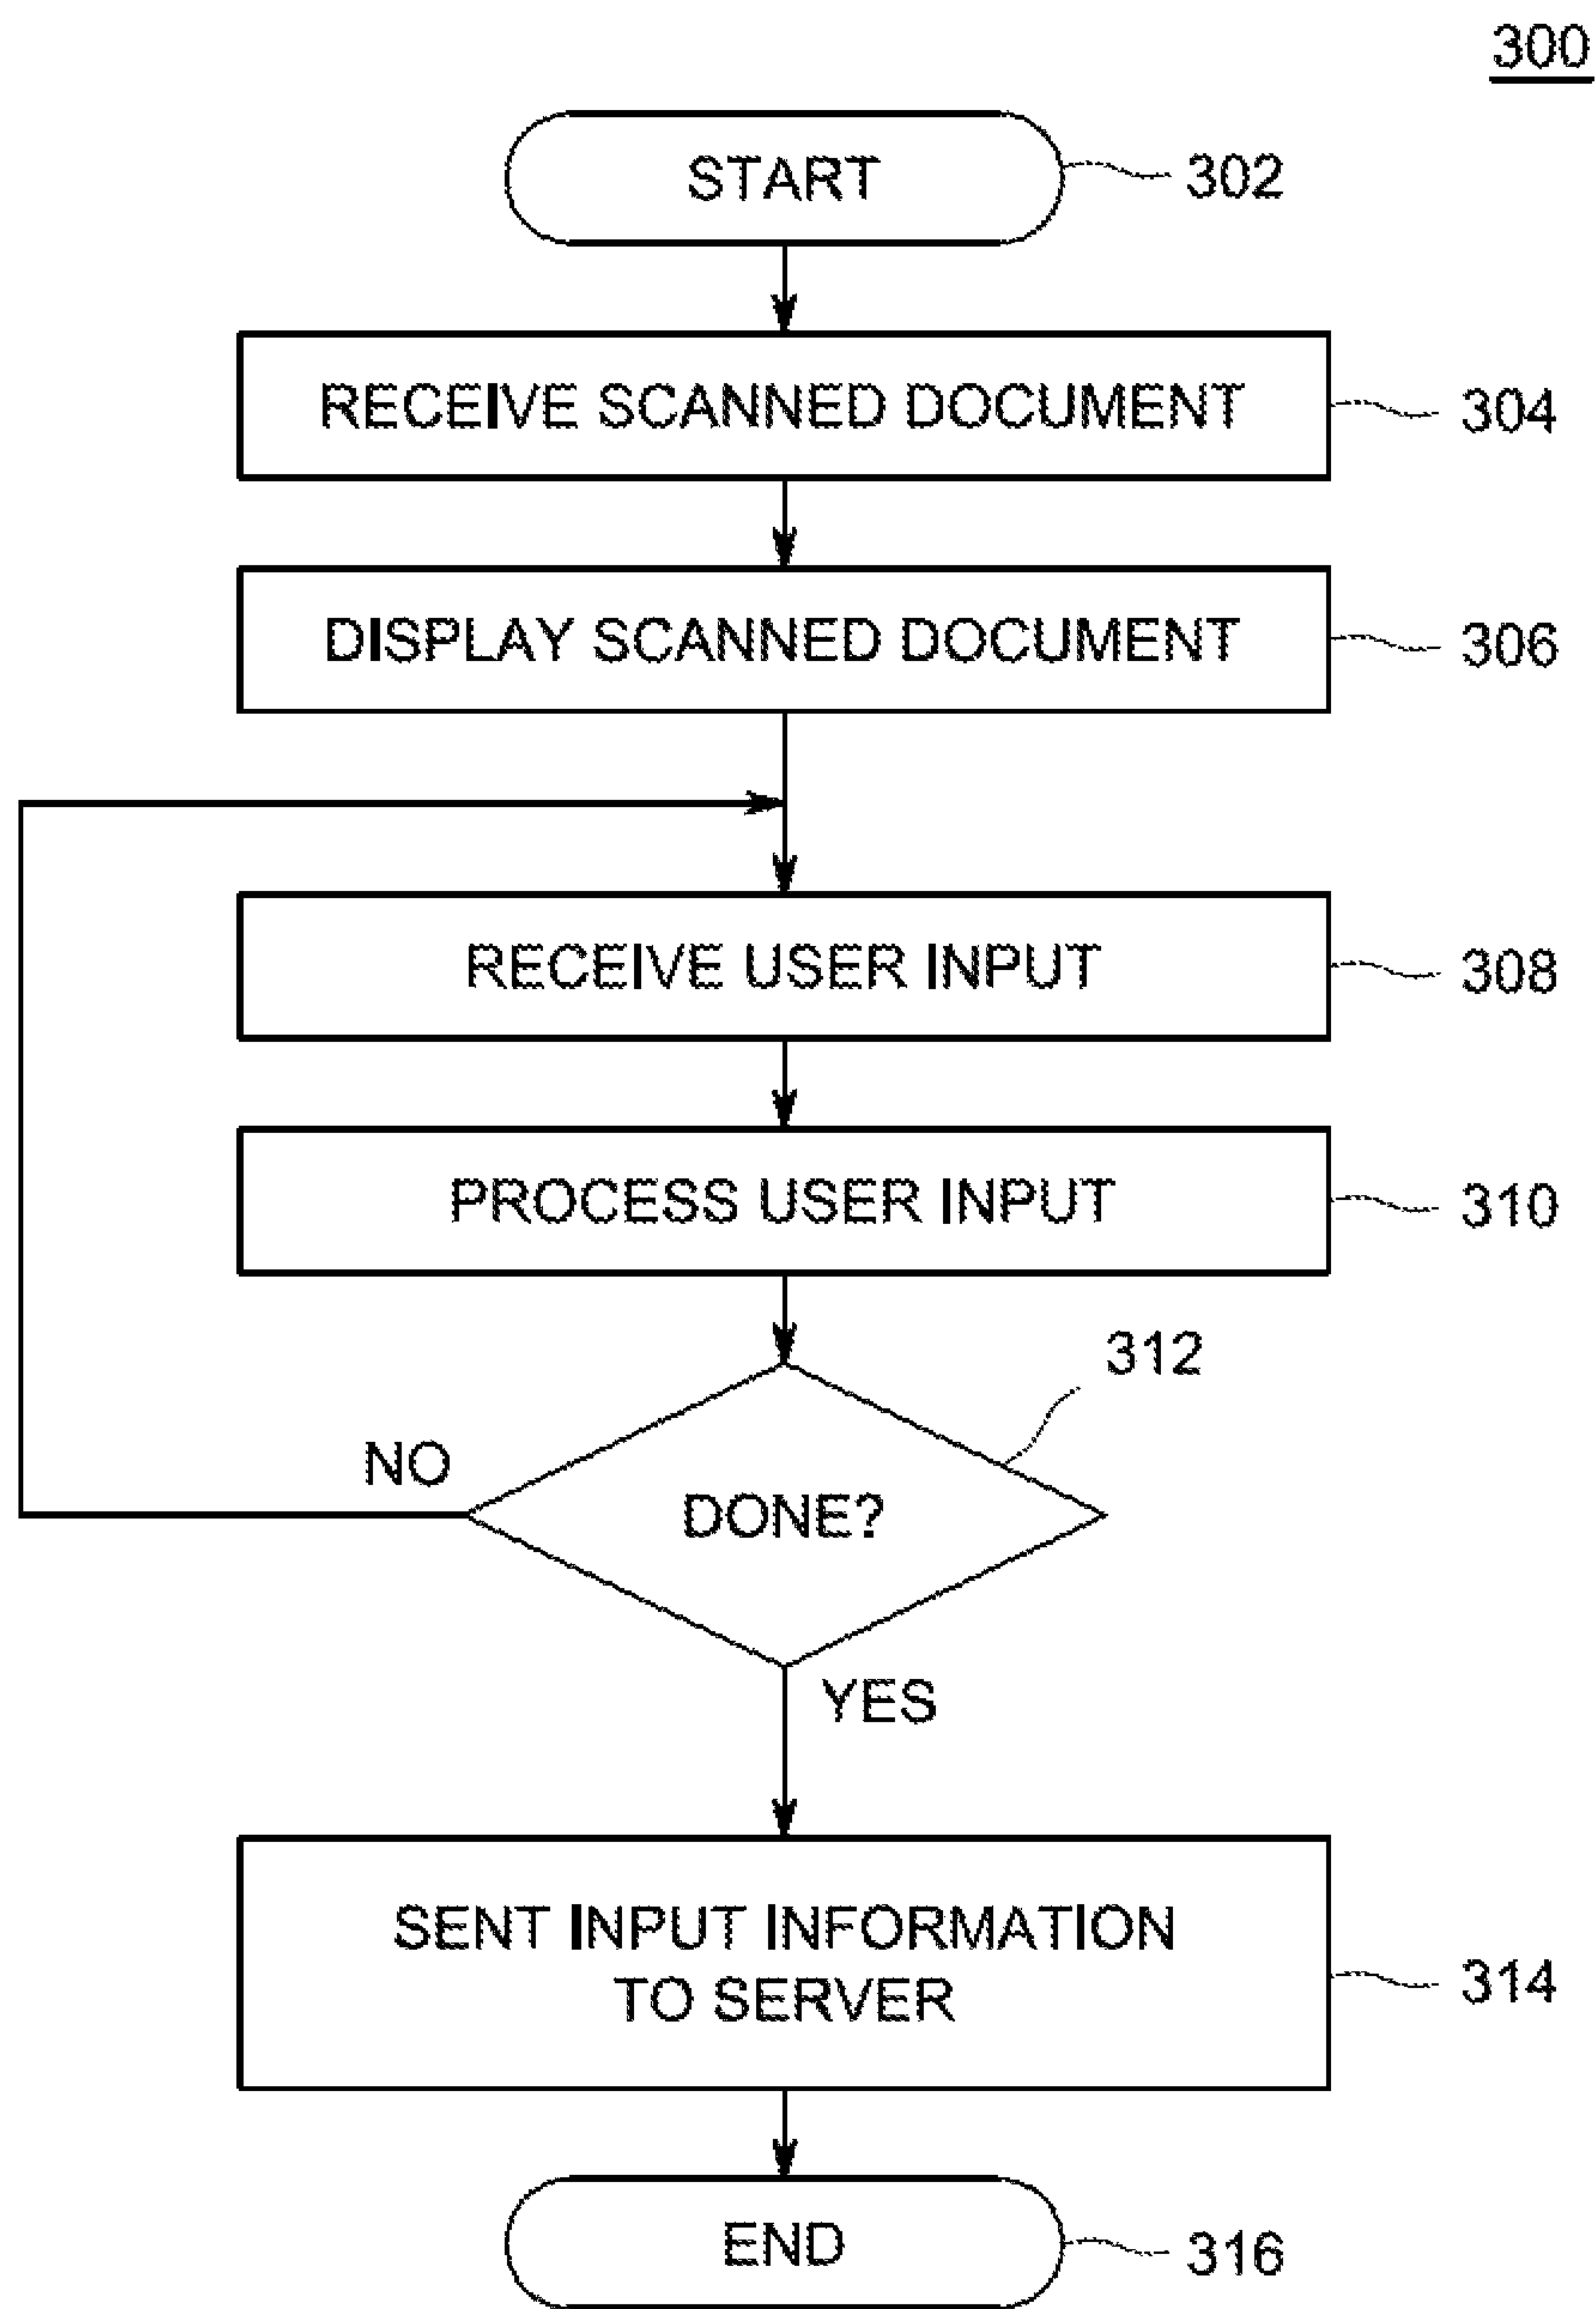 300
START
302
RECEIVE SCANNED DOCUMENT
304
DISPLAY SCANNED DOCUMENT
306
RECEIVE USER INPUT
308
PROCESS USER INPUT
310
312
NO
DONE?
YES
SENT INPUT INFORMATION
TO SERVER
314
END
316